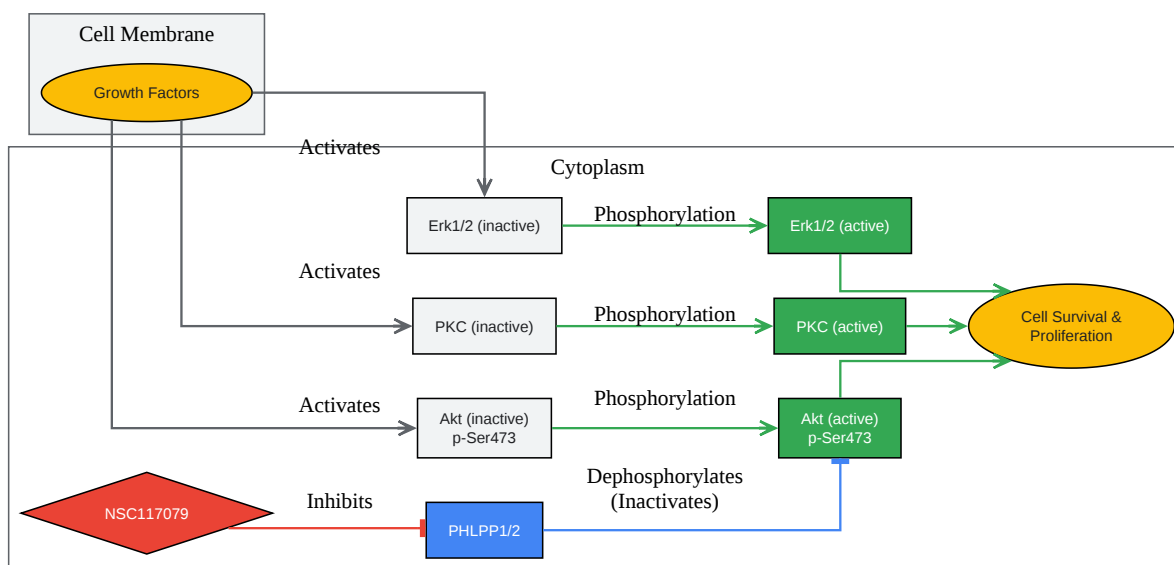 Cell Membrane
Growth Factors
Activates
Cytoplasm
Erk1/2 (inactive)
Phosphorylation
Erk1/2 (active)
Activates
PKC (inactive)
Phosphorylation
PKC (active)
Cell Survival &
Proliferation
Activates
Akt (inactive)
p-Ser473
Phosphorylation
Akt (active)
p-Ser473
NSC117079
Inhibits
PHLPP1/2
Dephosphorylates
(Inactivates)